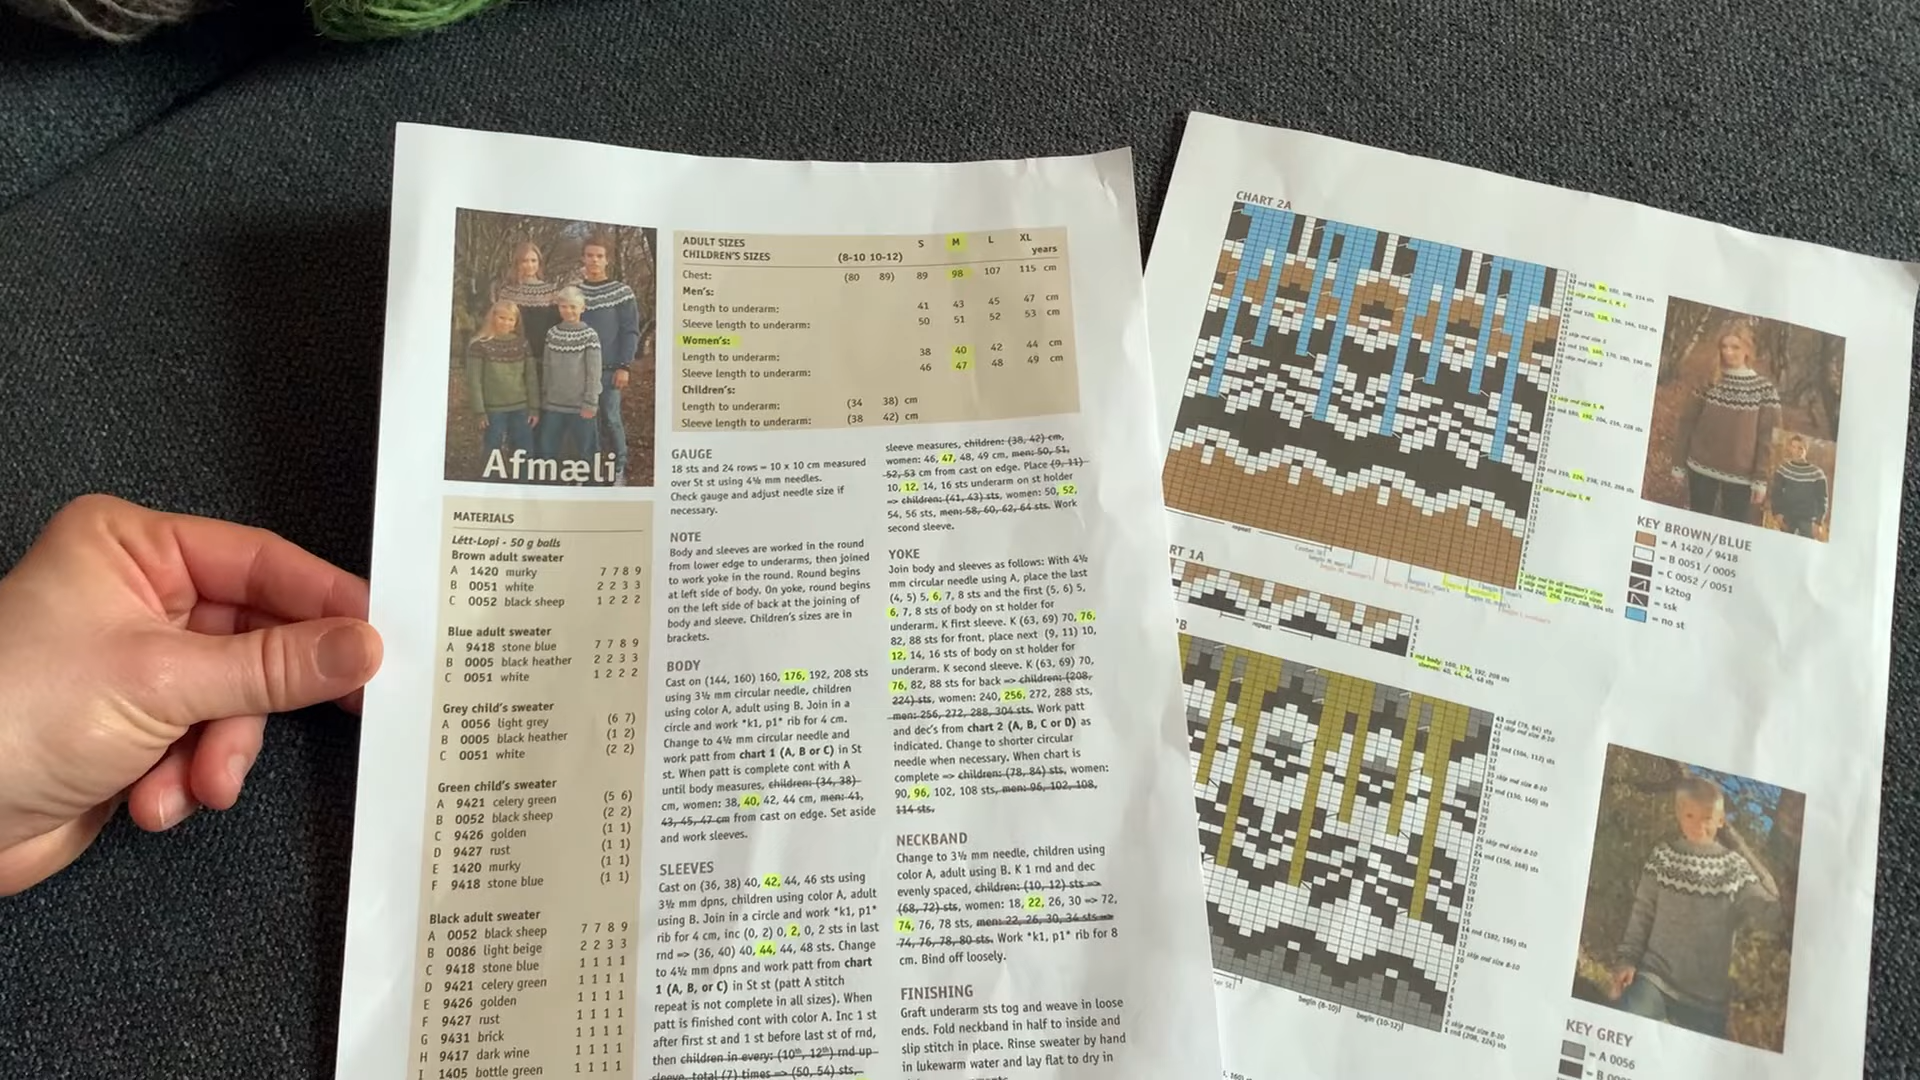 Afmæli
ADULT SIZES S M L XL
CHILDREN'S SIZES (8-10 10-12) years
Chest: (80 89) 89 98 107 115 cm
Men's:
Length to underarm: 41 43 45 47 cm
Sleeve length to underarm: 50 51 52 53 cm
Women's:
Length to underarm: 38 40 42 44 cm
Sleeve length to underarm: 46 47 48 49 cm
Children's:
Length to underarm: (34 38) cm
Sleeve length to underarm: (38 42) cm
MATERIALS
Létt-Lopi - 50 g balls
Brown adult sweater
A 1420 murky 7 7 8 9
B 0051 white 2 2 3 3
C 0052 black sheep 1 2 2 2
Blue adult sweater
A 9418 stone blue 7 7 8 9
B 0005 black heather 2 2 3 3
C 0051 white 1 2 2 2
Grey child's sweater
A 0056 light grey (6 7)
B 0005 black heather (1 2)
C 0051 white (2 2)
Green child's sweater
A 9421 celery green (5 6)
B 0052 black sheep (2 2)
C 9426 golden (1 1)
D 9427 rust (1 1)
E 1420 murky (1 1)
F 9418 stone blue (1 1)
Black adult sweater
A 0052 black sheep 7 7 8 9
B 0086 light beige 2 2 3 3
C 9418 stone blue 1 1 1 1
D 9421 celery green 1 1 1 1
E 9426 golden 1 1 1 1
F 9427 rust 1 1 1 1
G 9431 brick 1 1 1 1
H 9417 dark wine 1 1 1 1
I 1405 bottle green 1 1 1 1
GAUGE
18 sts and 24 rows = 10 x 10 cm measured
over St st using 4½ mm needles.
Check gauge and adjust needle size if
necessary.
NOTE
Body and sleeves are worked in the round
from lower edge to underarms, then joined
to work yoke in the round. Round begins
at left side of body. On yoke, round begins
on the left side of back at the joining of
body and sleeve. Children's sizes are in
brackets.
BODY
Cast on (144, 160) 160, 176, 192, 208 sts
using 3½ mm circular needle, children
using color A, adult using B. Join in a
circle and work *k1, p1* rib for 4 cm.
Change to 4½ mm circular needle and
work patt from chart 1 (A, B or C) in St
st. When patt is complete cont with A
until body measures, children: (34, 38)
cm, women: 38, 40, 42, 44 cm, men: 41,
43, 45, 47 cm from cast on edge. Set aside
and work sleeves.
SLEEVES
Cast on (36, 38) 40, 42, 44, 46 sts using
3½ mm dpns, children using color A, adult
using B. Join in a circle and work *k1, p1*
rib for 4 cm, inc (0, 2) 0, 2, 0, 2 sts in last
rnd => (36, 40) 40, 44, 44, 48 sts. Change
to 4½ mm dpns and work patt from chart
1 (A, B, or C) in St st (patt A stitch
repeat is not complete in all sizes). When
patt is finished cont with color A. Inc 1 st
after first st and 1 st before last st of rnd,
then children in every: (10th, 12th) rnd up
sleeve, total (7) times => (50, 54) sts,
sleeve measures, children: (38, 42) cm,
women: 46, 47, 48, 49 cm, men: 50, 51,
52, 53 cm from cast on edge. Place (9, 11)
10, 12, 14, 16 sts underarm on st holder
=> children: (41, 43) sts, women: 50, 52,
54, 56 sts, men: 58, 60, 62, 64 sts. Work
second sleeve.
YOKE
Join body and sleeves as follows: With 4½
mm circular needle using A, place the last
(4, 5) 5, 6, 7, 8 sts and the first (5, 6) 5,
6, 7, 8 sts of body on st holder for
underarm. K first sleeve. K (63, 69) 70, 76,
82, 88 sts for front, place next (9, 11) 10,
12, 14, 16 sts of body on st holder for
underarm. K second sleeve. K (63, 69) 70,
76, 82, 88 sts for back => children: (208,
224) sts, women: 240, 256, 272, 288 sts,
men: 256, 272, 288, 304 sts. Work patt
and dec's from chart 2 (A, B, C or D) as
indicated. Change to shorter circular
needle when necessary. When chart is
complete => children: (78, 84) sts, women:
90, 96, 102, 108 sts, men: 96, 102, 108,
114 sts.
NECKBAND
Change to 3½ mm needle, children using
color A, adult using B. K 1 rnd and dec
evenly spaced, children: (10, 12) sts =>
(68, 72) sts, women: 18, 22, 26, 30 => 72,
74, 76, 78 sts, men: 22, 26, 30, 34 sts =>
74, 76, 78, 80 sts. Work *k1, p1* rib for 8
cm. Bind off loosely.
FINISHING
Graft underarm sts tog and weave in loose
ends. Fold neckband in half to inside and
slip stitch in place. Rinse sweater by hand
in lukewarm water and lay flat to dry in
CHART 2A
repeat
RT 1A
repeat
KEY BROWN/BLUE
= A 1420 / 9418
= B 0051 / 0005
= C 0052 / 0051
= k2tog
= ssk
= no st
begin (8-10)
begin (10-12)
KEY GREY
= A 0056